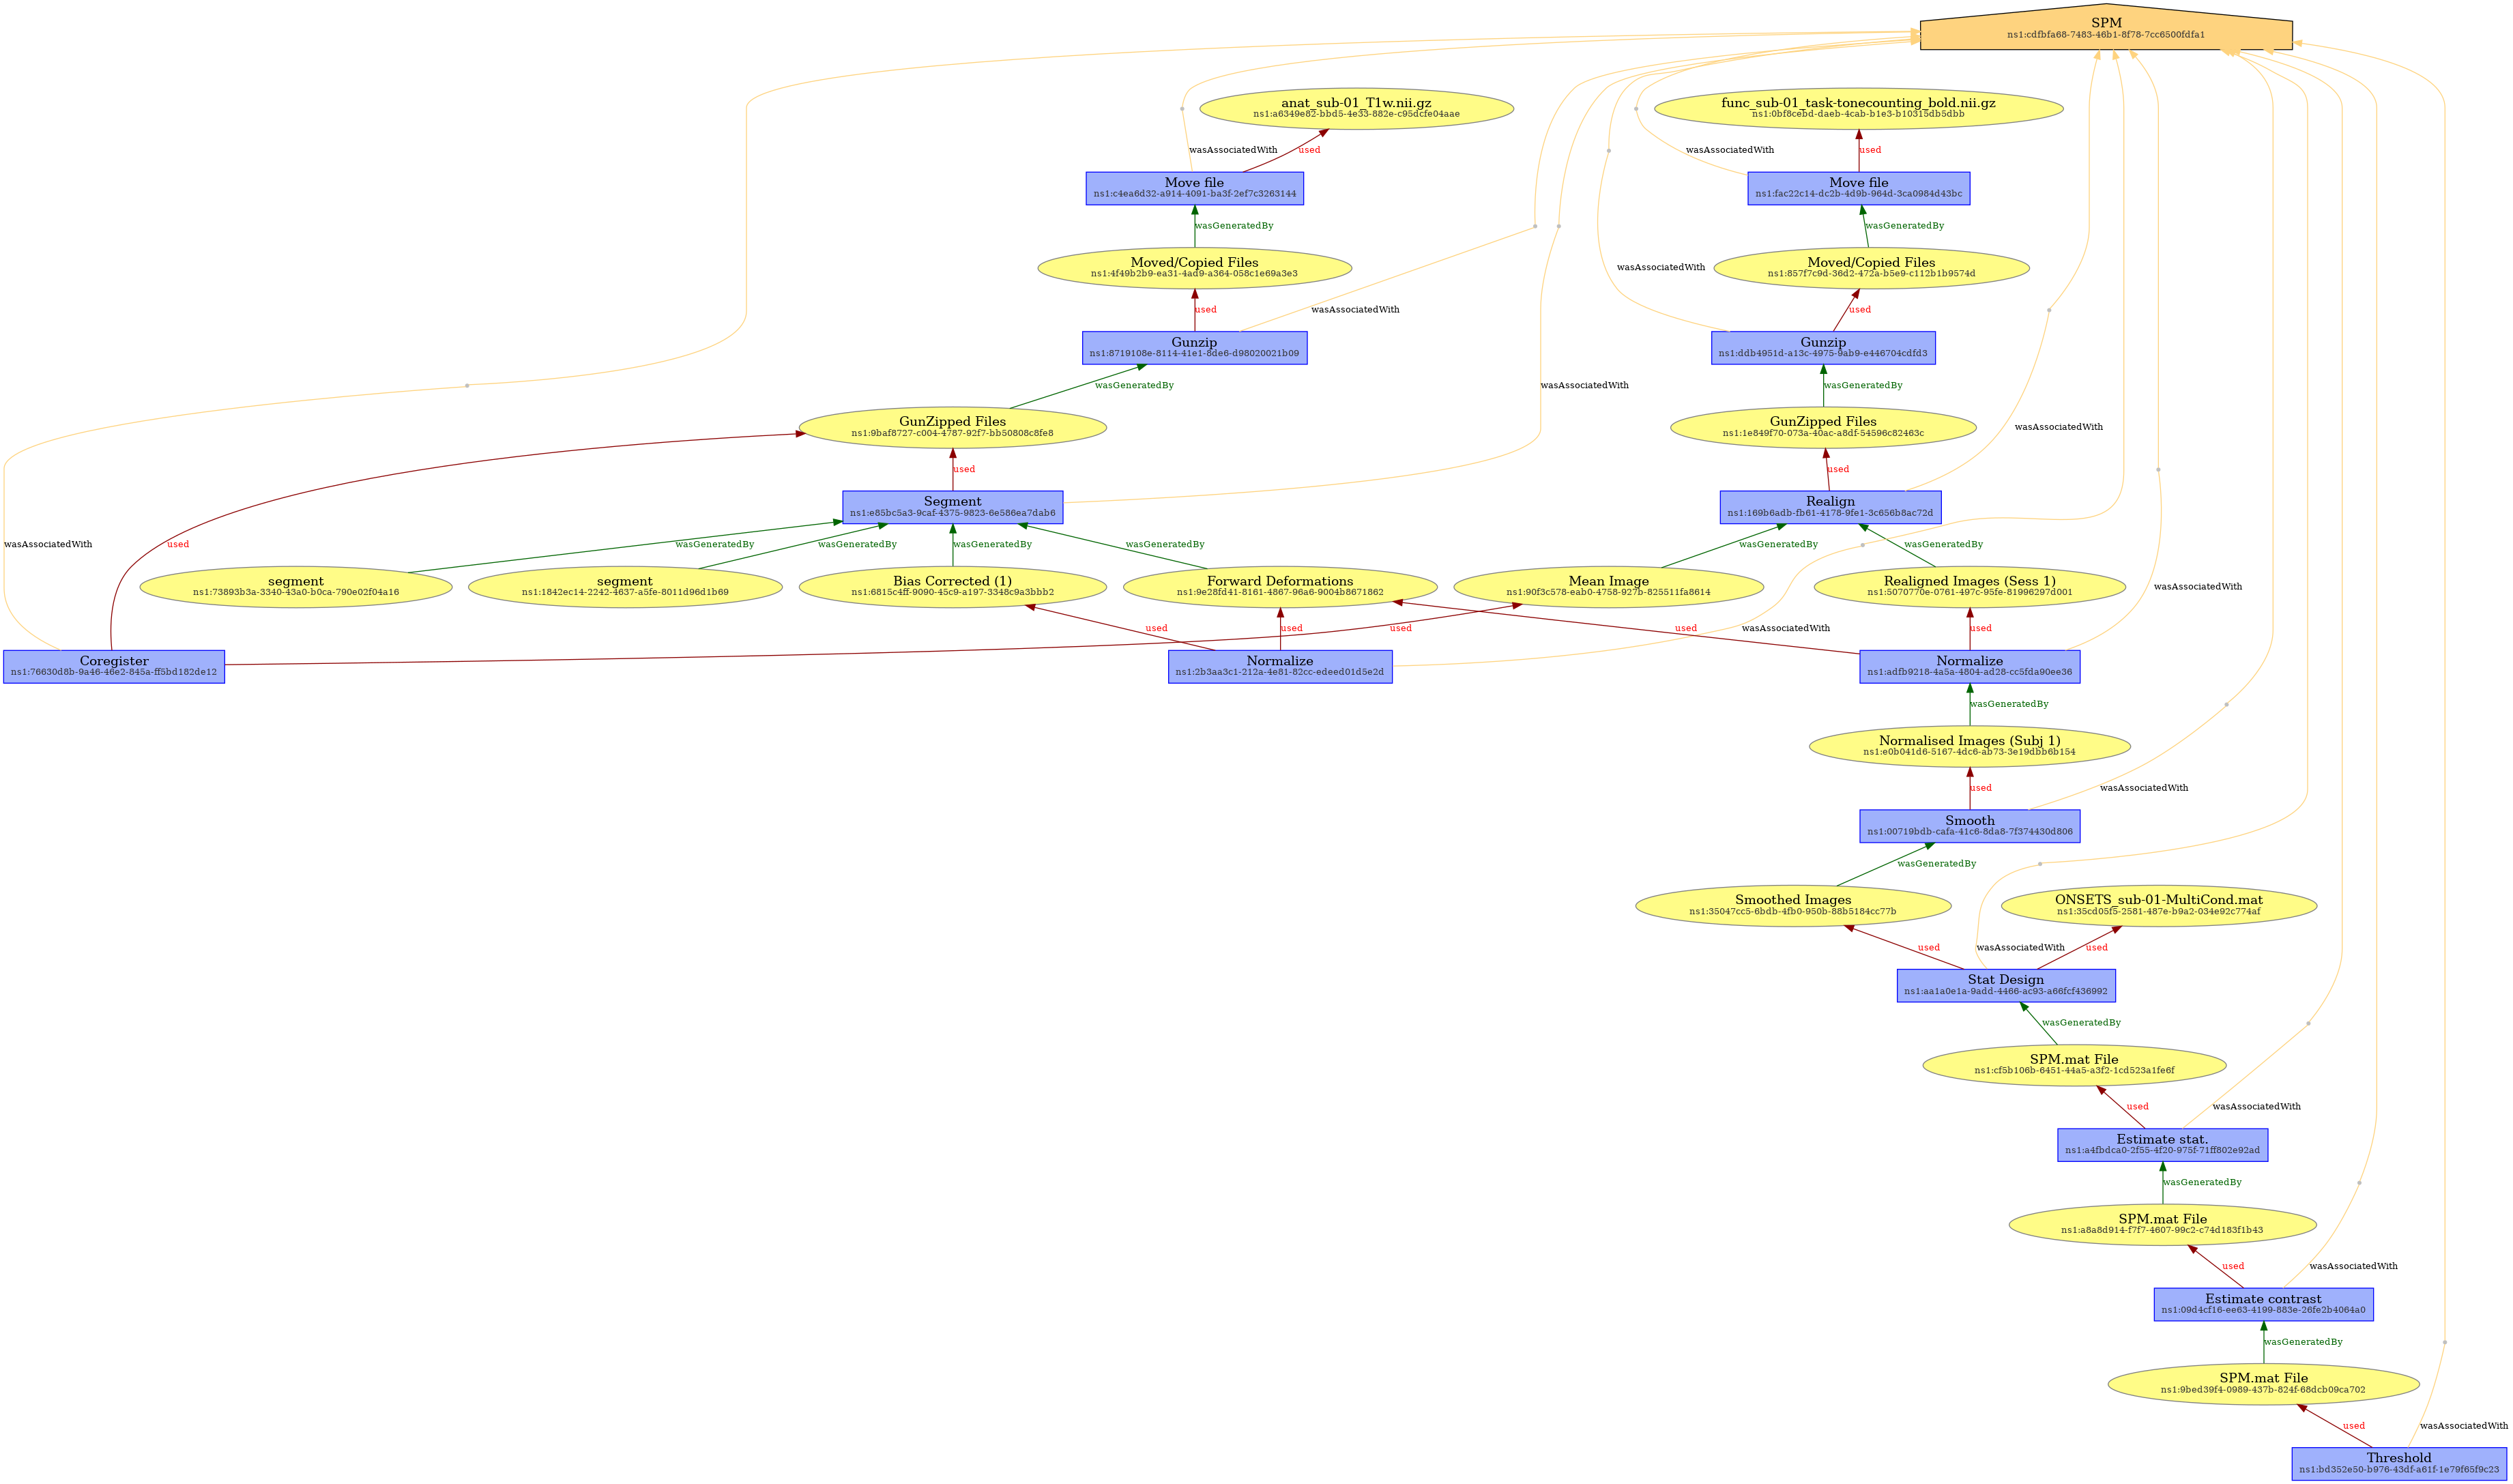 SPM
ns1:cdfbfa68-7483-46b1-8f78-7cc6500fdfa1
anat_sub-01_T1w.nii.gz
ns1:a6349e82-bbd5-4e33-882e-c95dcfe04aae
func_sub-01_task-tonecounting_bold.nii.gz
ns1:0bf8cebd-daeb-4cab-b1e3-b10315db5dbb
wasAssociatedWith
used
wasAssociatedWith
used
Move file
ns1:c4ea6d32-a914-4091-ba3f-2ef7c3263144
Move file
ns1:fac22c14-dc2b-4d9b-964d-3ca0984d43bc
wasGeneratedBy
wasGeneratedBy
Moved/Copied Files
ns1:4f49b2b9-ea31-4ad9-a364-058c1e69a3e3
wasAssociatedWith
Moved/Copied Files
ns1:857f7c9d-36d2-472a-b5e9-c112b1b9574d
used
wasAssociatedWith
used
Gunzip
ns1:8719108e-8114-41e1-8de6-d98020021b09
Gunzip
ns1:ddb4951d-a13c-4975-9ab9-e446704cdfd3
wasGeneratedBy
wasAssociatedWith
wasGeneratedBy
GunZipped Files
ns1:9baf8727-c004-4787-92f7-bb50808c8fe8
GunZipped Files
ns1:1e849f70-073a-40ac-a8df-54596c82463c
wasAssociatedWith
used
used
Segment
ns1:e85bc5a3-9caf-4375-9823-6e586ea7dab6
Realign
ns1:169b6adb-fb61-4178-9fe1-3c656b8ac72d
wasAssociatedWith
used
wasGeneratedBy
wasGeneratedBy
wasGeneratedBy
wasGeneratedBy
wasGeneratedBy
wasGeneratedBy
segment
ns1:73893b3a-3340-43a0-b0ca-790e02f04a16
segment
ns1:1842ec14-2242-4637-a5fe-8011d96d1b69
Bias Corrected (1)
ns1:6815c4ff-9090-45c9-a197-3348c9a3bbb2
Forward Deformations
ns1:9e28fd41-8161-4867-96a6-9004b8671862
Mean Image
ns1:90f3c578-eab0-4758-927b-825511fa8614
Realigned Images (Sess 1)
ns1:5070770e-0761-497c-95fe-81996297d001
wasAssociatedWith
used
used
used
used
wasAssociatedWith
used
Coregister
ns1:76630d8b-9a46-46e2-845a-ff5bd182de12
Normalize
ns1:2b3aa3c1-212a-4e81-82cc-edeed01d5e2d
Normalize
ns1:adfb9218-4a5a-4804-ad28-cc5fda90ee36
wasGeneratedBy
Normalised Images (Subj 1)
ns1:e0b041d6-5167-4dc6-ab73-3e19dbb6b154
used
wasAssociatedWith
Smooth
ns1:00719bdb-cafa-41c6-8da8-7f374430d806
wasGeneratedBy
Smoothed Images
ns1:35047cc5-6bdb-4fb0-950b-88b5184cc77b
ONSETS_sub-01-MultiCond.mat
ns1:35cd05f5-2581-487e-b9a2-034e92c774af
used
wasAssociatedWith
used
Stat Design
ns1:aa1a0e1a-9add-4466-ac93-a66fcf436992
wasGeneratedBy
SPM.mat File
ns1:cf5b106b-6451-44a5-a3f2-1cd523a1fe6f
used
wasAssociatedWith
Estimate stat.
ns1:a4fbdca0-2f55-4f20-975f-71ff802e92ad
wasGeneratedBy
SPM.mat File
ns1:a8a8d914-f7f7-4607-99c2-c74d183f1b43
used
wasAssociatedWith
Estimate contrast
ns1:09d4cf16-ee63-4199-883e-26fe2b4064a0
wasGeneratedBy
SPM.mat File
ns1:9bed39f4-0989-437b-824f-68dcb09ca702
used
wasAssociatedWith
Threshold
ns1:bd352e50-b976-43df-a61f-1e79f65f9c23